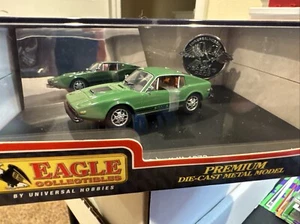 EAGLE
COLLECTIBLES
BY UNIVERSAL HOBBIES
PREMIUM
DIE-CAST METAL MODEL